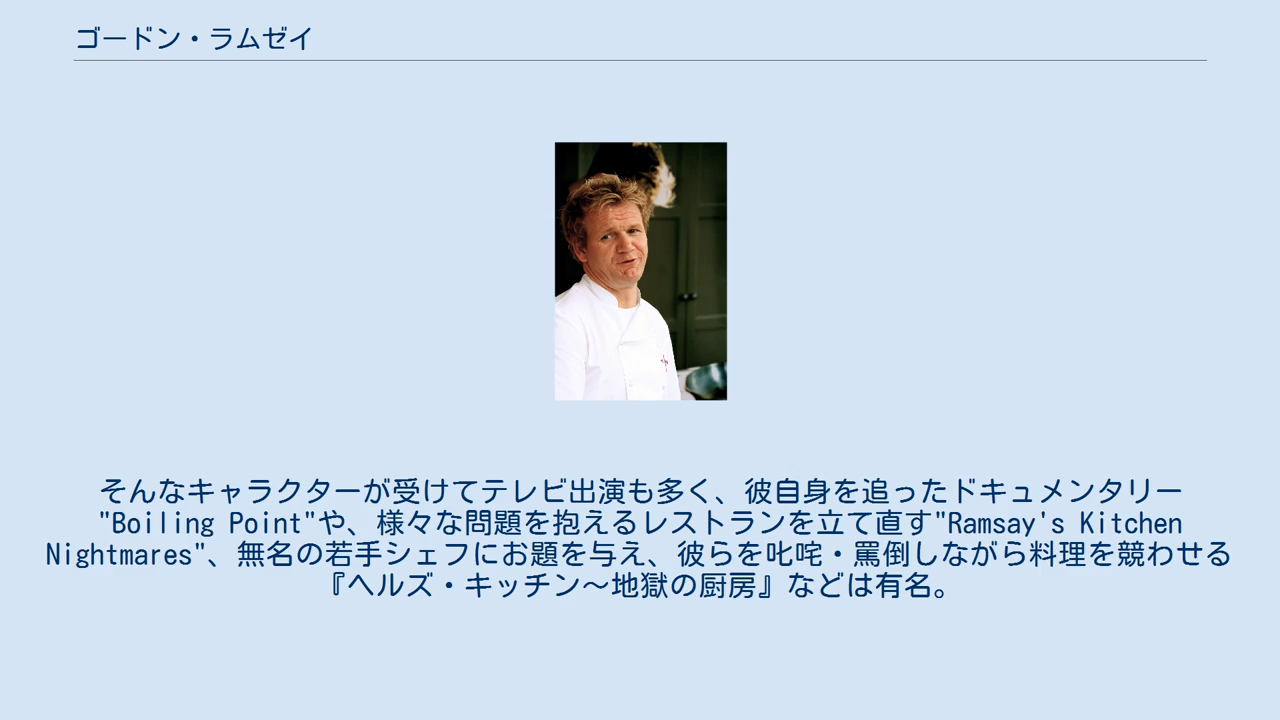 ゴードン・ラムゼイ
そんなキャラクターが受けてテレビ出演も多く、彼自身を追ったドキュメンタリー
"Boiling Point"や、様々な問題を抱えるレストランを立て直す"Ramsay's Kitchen
Nightmares"、無名の若手シェフにお題を与え、彼らを叱咤・罵倒しながら料理を競わせる
『ヘルズ・キッチン～地獄の厨房』などは有名。